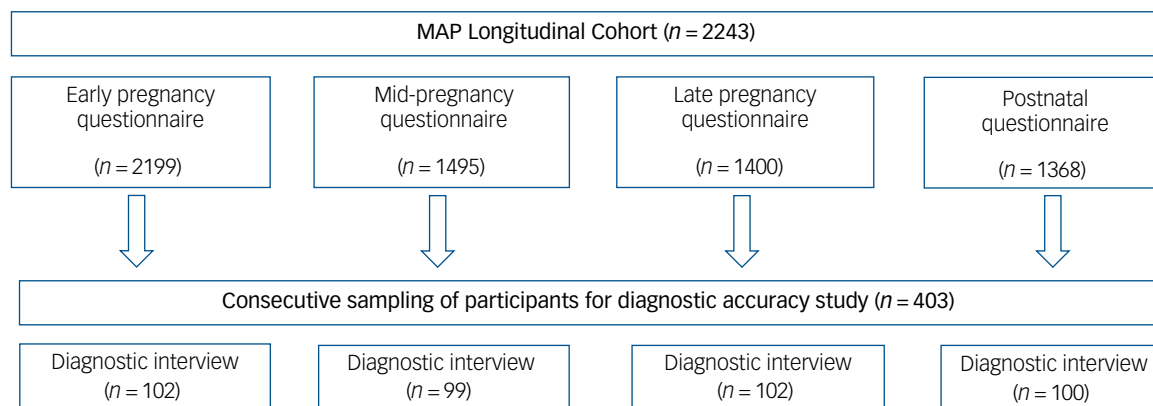 MAP Longitudinal Cohort (n = 2243)
Early pregnancy
questionnaire
(n = 2199)
Mid-pregnancy
questionnaire
(n = 1495)
Late pregnancy
questionnaire
(n = 1400)
Postnatal
questionnaire
(n = 1368)
Consecutive sampling of participants for diagnostic accuracy study (n = 403)
Diagnostic interview
(n = 102)
Diagnostic interview
(n = 99)
Diagnostic interview
(n = 102)
Diagnostic interview
(n = 100)